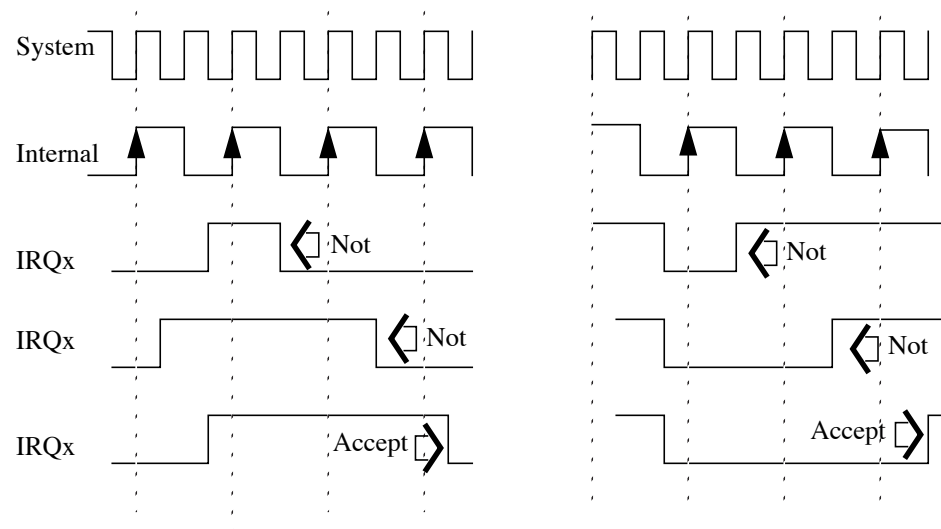 System
Internal
IRQx
Not
Not
IRQx
Not
Not
IRQx
Accept
Accept